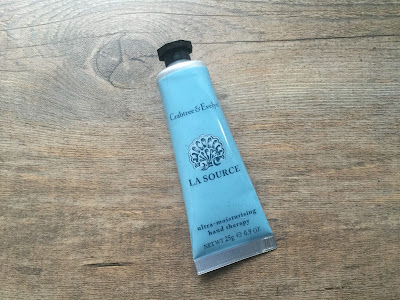 Crabtree & Evelyn
LA SOURCE
ultra-moisturising
hand therapy
NET WT 25g ℮ 0.9 OZ